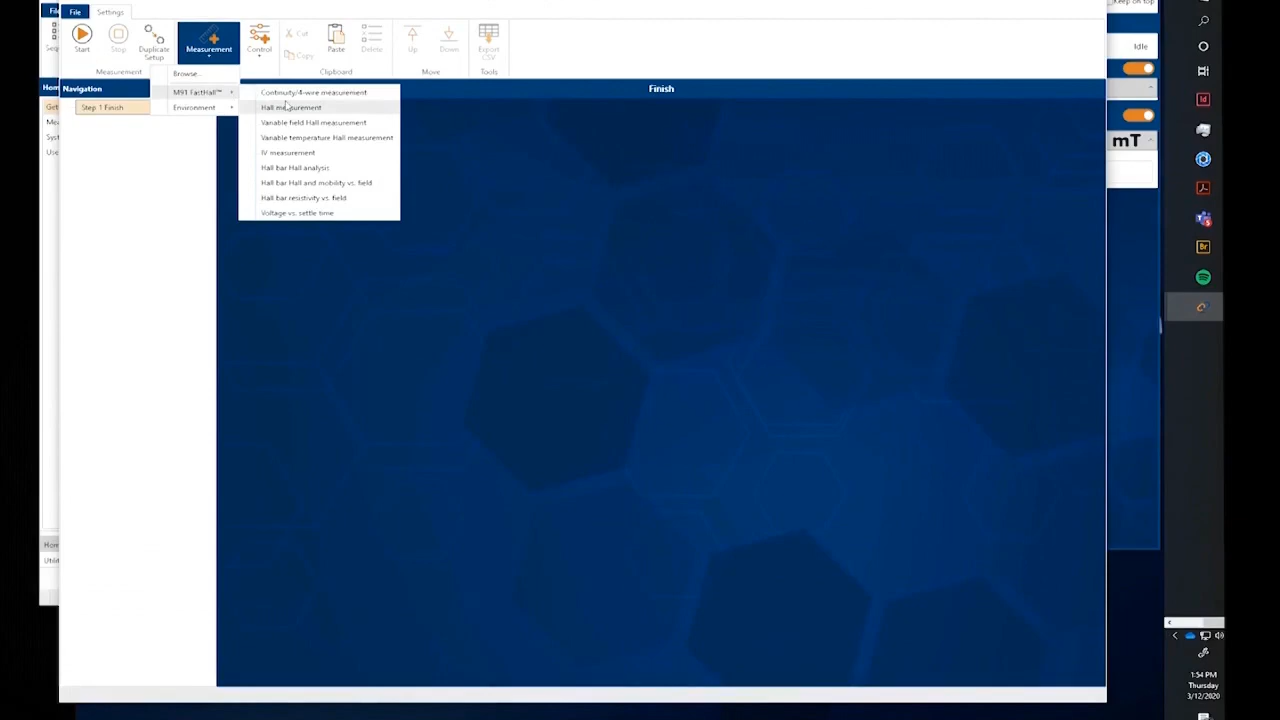 Keep on top
File
Settings
Start
Stop
Duplicate
Setup
Measurement
Control
Cut
Copy
Paste
Delete
Up
Down
Export
CSV
Measurement
Clipboard
Move
Tools
Idle
Browse...
Navigation
Finish
M91 FastHall™
Continuity/4-wire measurement
Step 1 Finish
Environment
Hall measurement
Variable field Hall measurement
Variable temperature Hall measurement
IV measurement
Hall bar Hall analysis
Hall bar Hall and mobility vs. field
Hall bar resistivity vs. field
Voltage vs. settle time
mT
1:54 PM
Thursday
3/12/2020